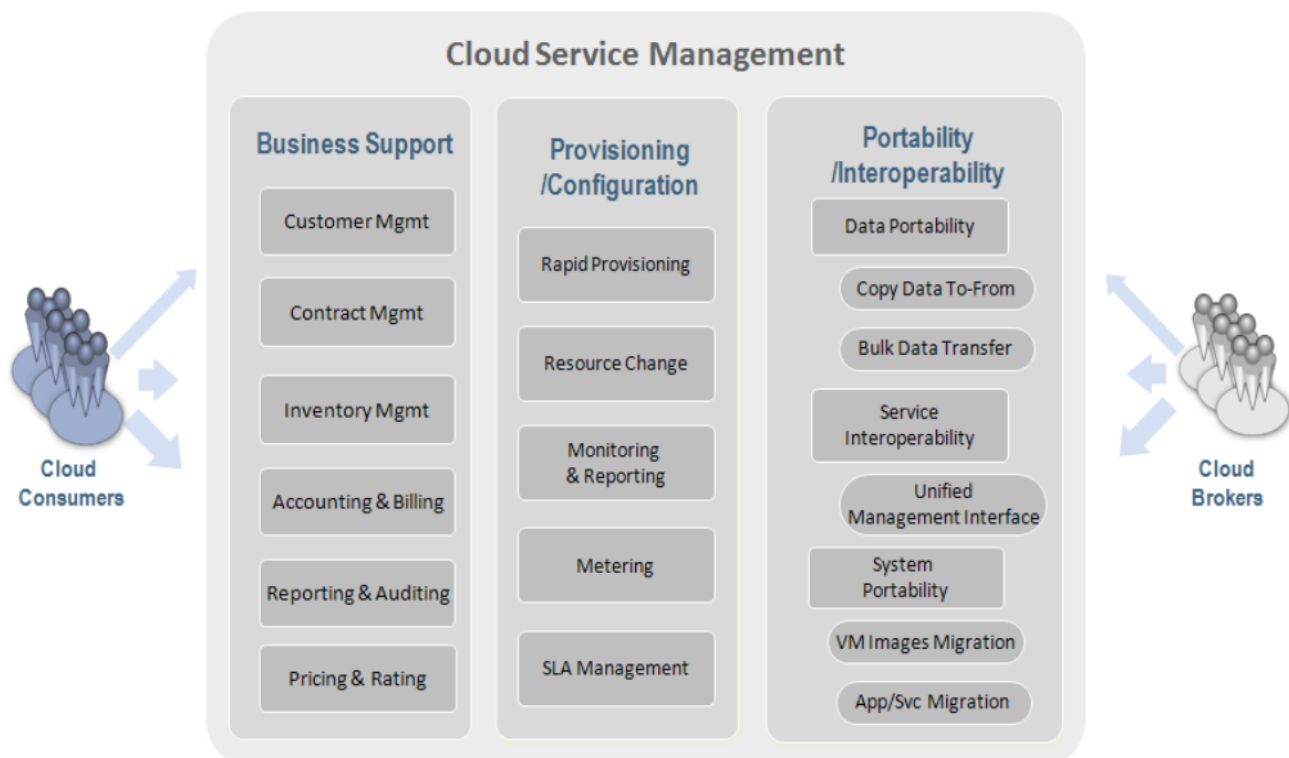 Cloud Service Management
Business Support
Customer Mgmt
Contract Mgmt
Inventory Mgmt
Accounting & Billing
Reporting & Auditing
Pricing & Rating
Provisioning
/Configuration
Rapid Provisioning
Resource Change
Monitoring
& Reporting
Metering
SLA Management
Portability
/Interoperability
Data Portability
Copy Data To-From
Bulk Data Transfer
Service
Interoperability
Unified
Management Interface
System
Portability
VM Images Migration
App/Svc Migration
Cloud
Consumers
Cloud
Brokers